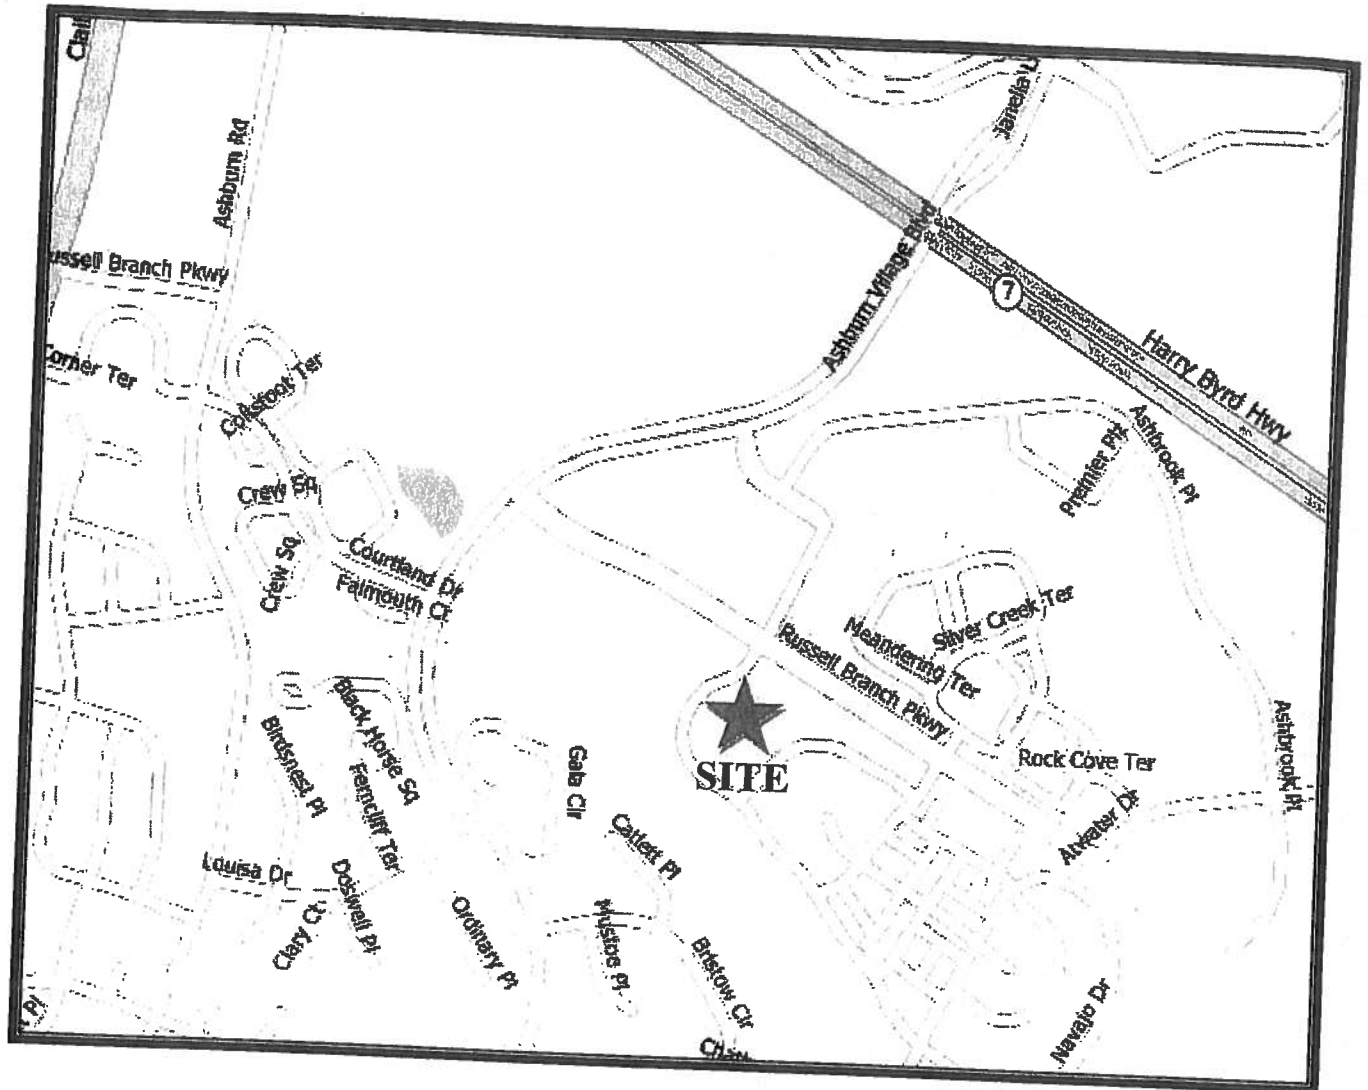 Ashburn Rd
ussell Branch Pkwy
Corner Ter
Coltsfoot Ter
Crew Sq
Crew Sq
Courtland Dr
Falmouth Ct
Ashburn Village Blvd
Janelia
7
Harry Byrd Hwy
Ashbrook Pl
Premier Plz
Silver Creek Ter
Meandering Ter
Russell Branch Pkwy
Rock Cove Ter
Ashbrook Pl
Atwater Dr
SITE
Black Horse Sq
Birdsnest Pl
Ferncliff Ter
Gala Cir
Catlett Pl
Louisa Dr
Doswell Pl
Clary Ct
Ordinary Pl
Bristow Cir
Navajo Dr
Pl